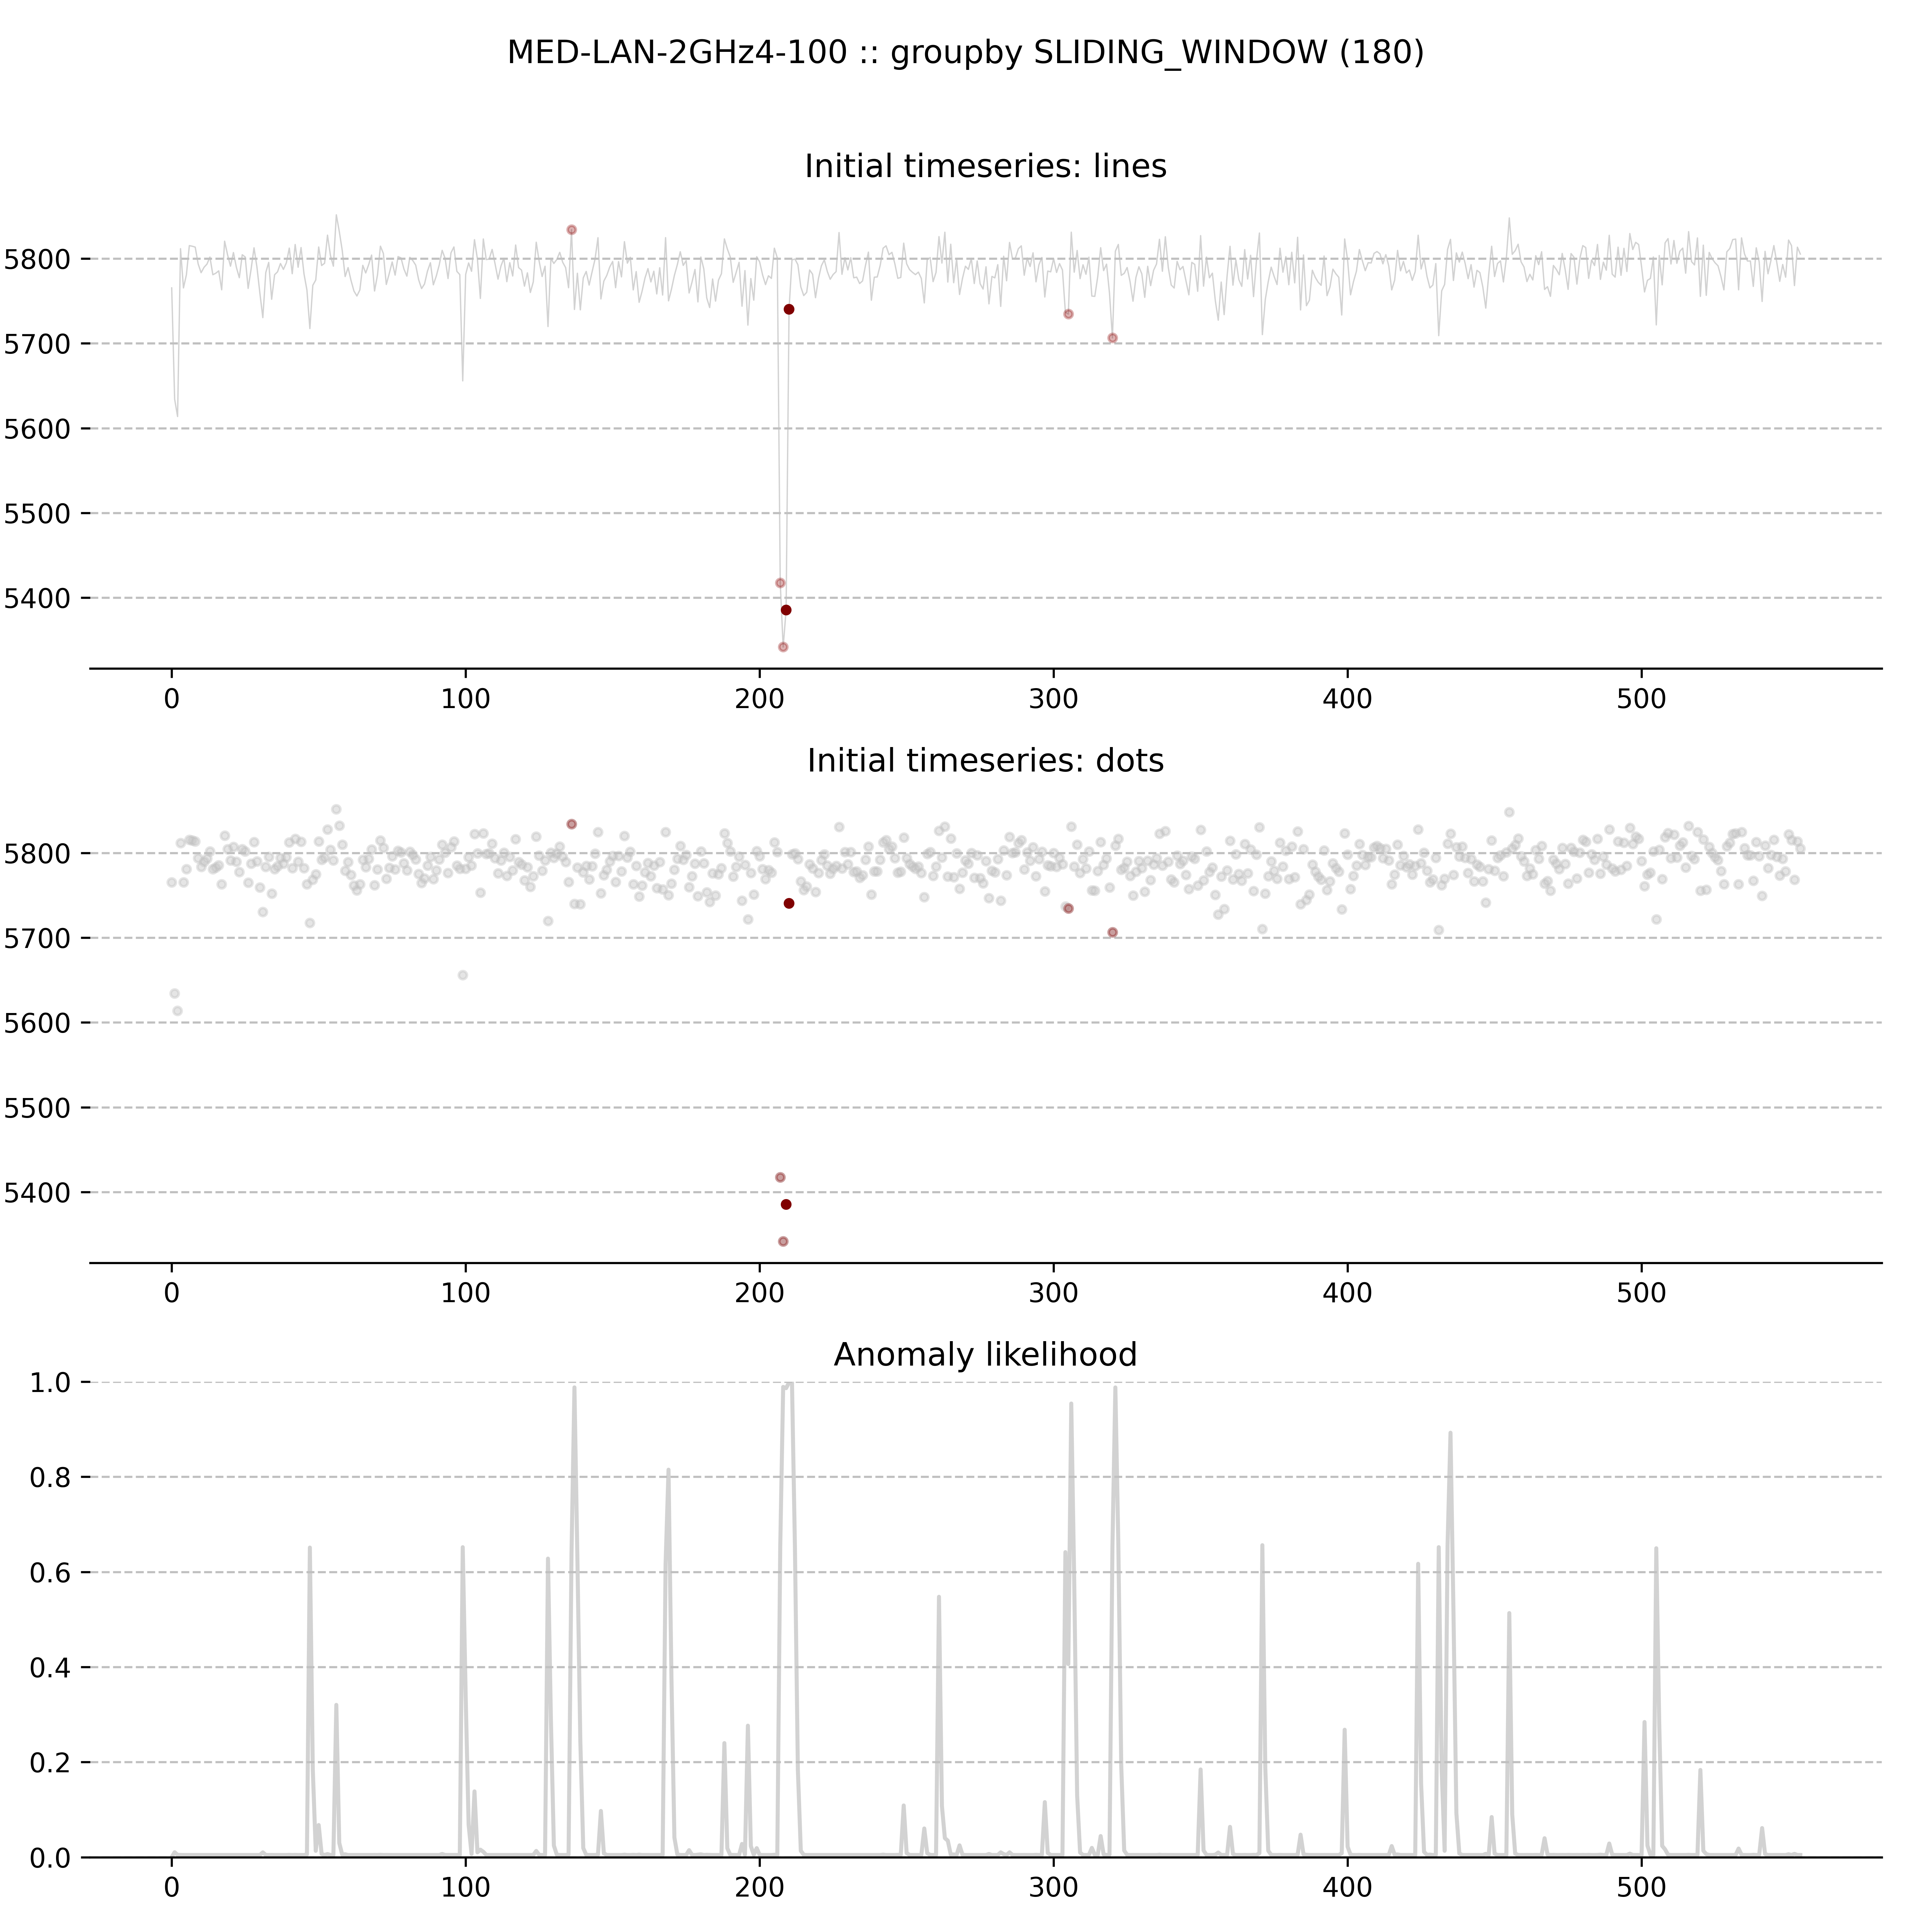 MED-LAN-2GHz4-100 :: groupby SLIDING_WINDOW (180)
Initial timeseries: lines
5800
5700
5600
5500
5400
0 100 200 300 400 500
Initial timeseries: dots
5800
5700
5600
5500
5400
0 100 200 300 400 500
Anomaly likelihood
1.0
0.8
0.6
0.4
0.2
0.0
0 100 200 300 400 500